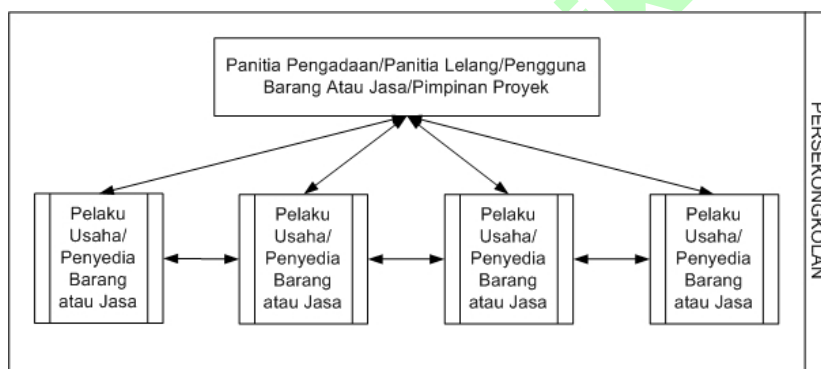 Panitia Pengadaan/Panitia Lelang/Pengguna
Barang Atau Jasa/Pimpinan Proyek
Pelaku
Usaha/
Penyedia
Barang
atau Jasa
Pelaku
Usaha/
Penyedia
Barang
atau Jasa
Pelaku
Usaha/
Penyedia
Barang
atau Jasa
Pelaku
Usaha/
Penyedia
Barang
atau Jasa
PERSEKONGKOLAN